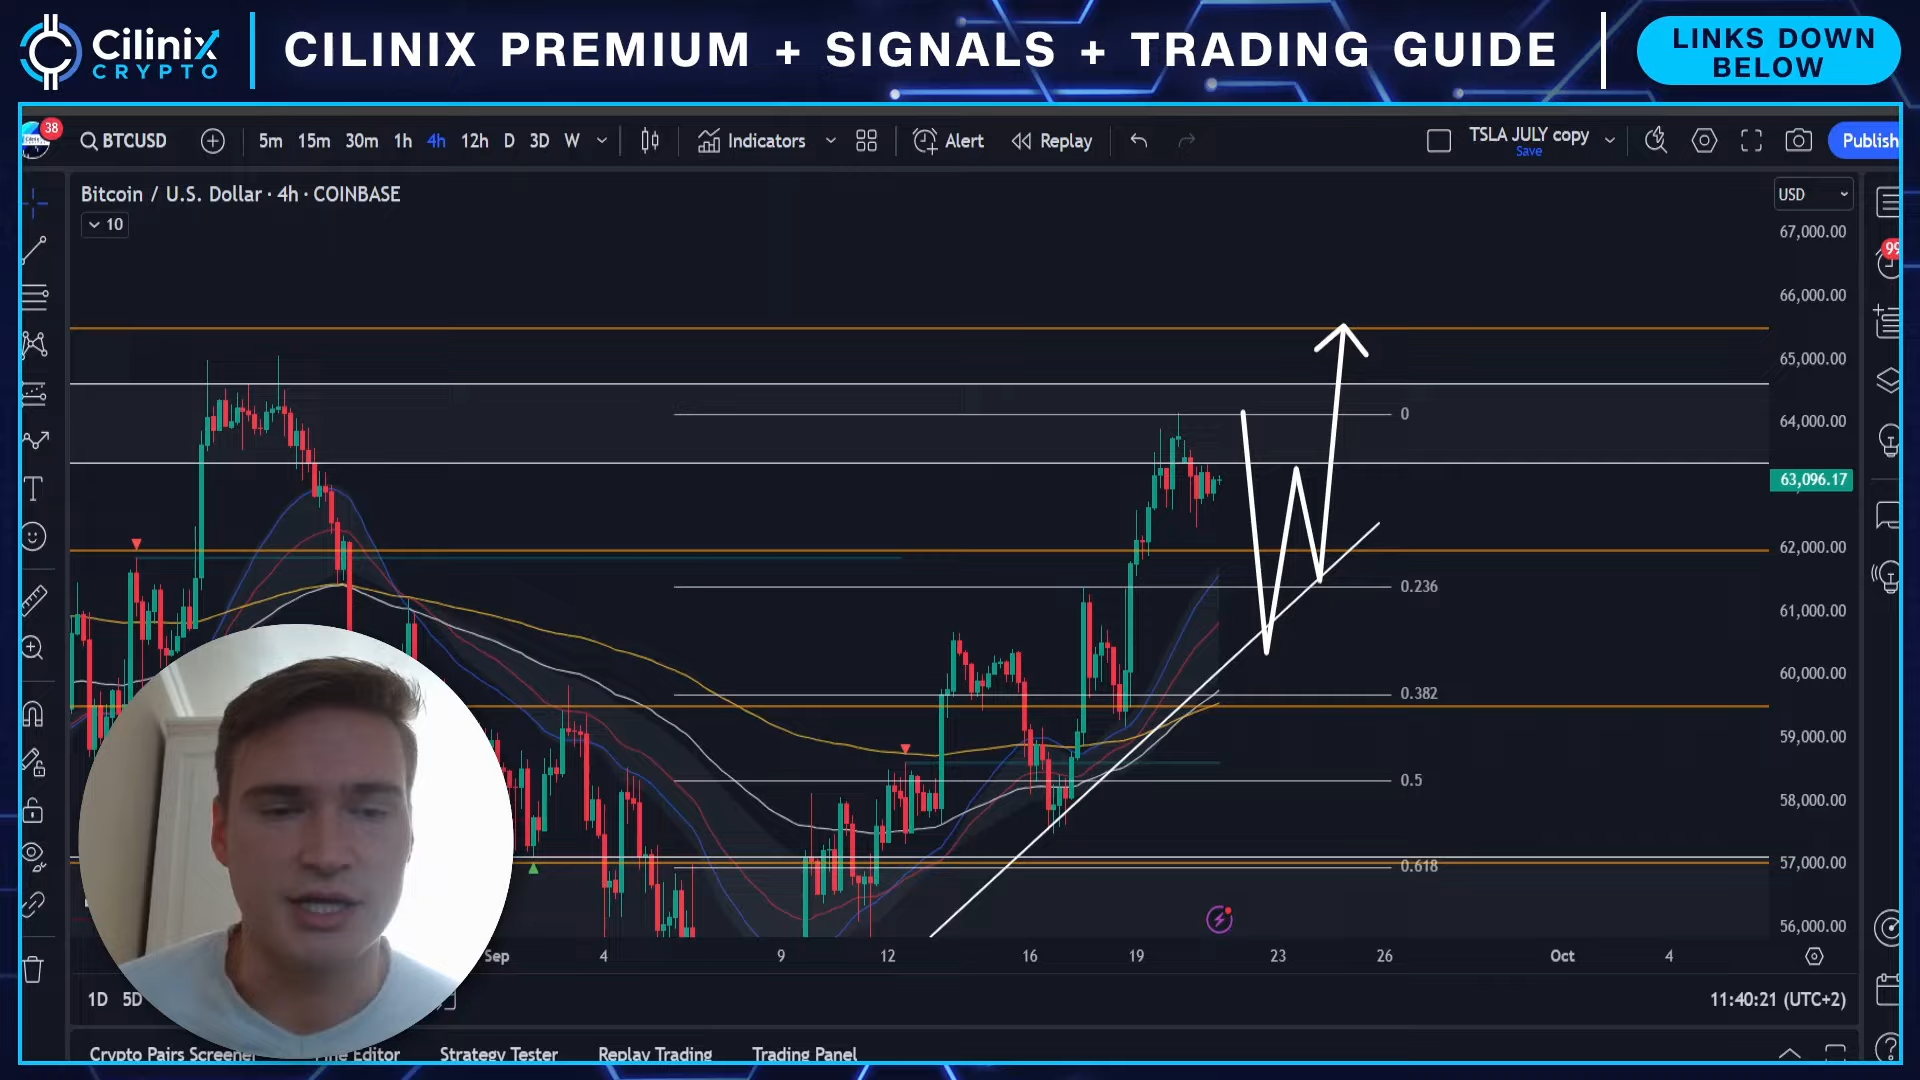 Cilinix
CRYPTO
CILINIX PREMIUM + SIGNALS + TRADING GUIDE
LINKS DOWN
BELOW
38
BTCUSD
5m 15m 30m 1h 4h 12h D 3D W
Indicators
Alert
Replay
TSLA JULY copy
Save
Publish
Bitcoin / U.S. Dollar · 4h · COINBASE
10
USD
67,000.00
99
66,000.00
65,000.00
0
64,000.00
63,096.17
62,000.00
0.236
61,000.00
0.382
60,000.00
59,000.00
0.5
58,000.00
0.618
57,000.00
56,000.00
Sep 4 9 12 16 19 23 26 Oct 4
1D 5D
11:40:21 (UTC+2)
Crypto Pairs Screener
ine Editor
Strategy Tester
Replay Trading
Trading Panel